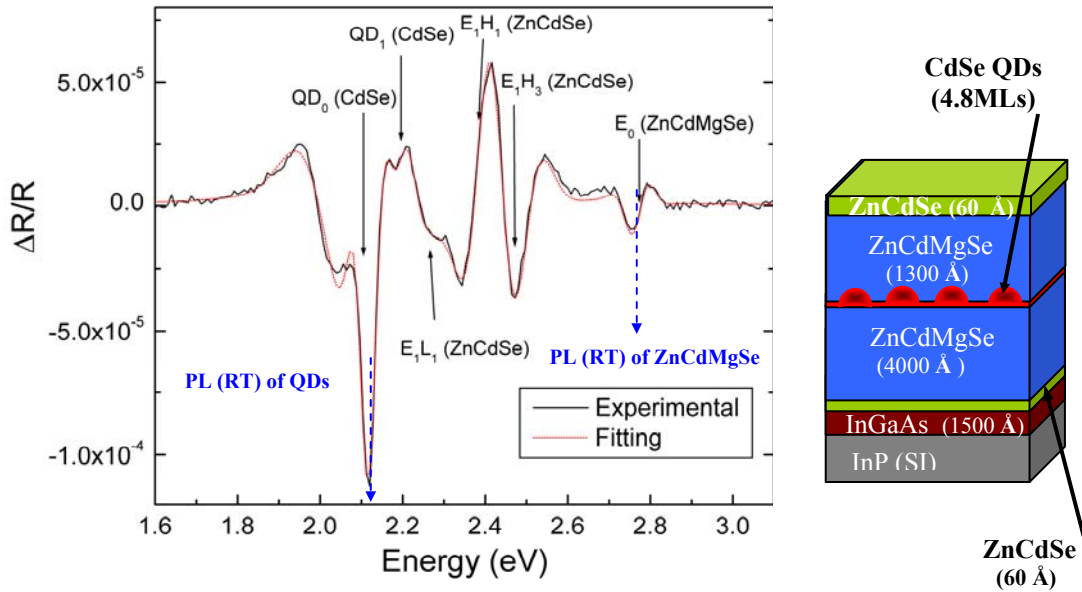 E₁H₁ (ZnCdSe)
QD₁ (CdSe)
E₁H₃ (ZnCdSe)
QD₀ (CdSe)
E₀ (ZnCdMgSe)
5.0x10⁻⁵
0.0
-5.0x10⁻⁵
-1.0x10⁻⁴
ΔR/R
E₁L₁ (ZnCdSe)
PL (RT) of QDs
PL (RT) of ZnCdMgSe
Experimental
Fitting
1.6 1.8 2.0 2.2 2.4 2.6 2.8 3.0
Energy (eV)
CdSe QDs
(4.8MLs)
ZnCdSe (60 Å)
ZnCdMgSe
(1300 Å)
ZnCdMgSe
(4000 Å )
InGaAs (1500 Å)
InP (SI)
ZnCdSe
(60 Å)